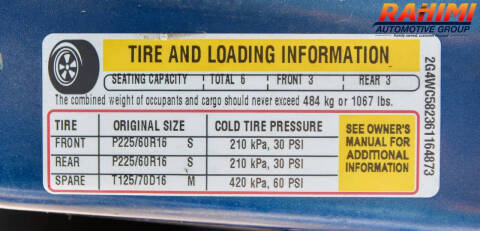 RAHIMI
AUTOMOTIVE GROUP
TIRE AND LOADING INFORMATION
SEATING CAPACITY TOTAL 6 FRONT 3 REAR 3
The combined weight of occupants and cargo should never exceed 484 kg or 1067 lbs.
TIRE ORIGINAL SIZE COLD TIRE PRESSURE
FRONT P225/60R16 S 210 kPa, 30 PSI
REAR P225/60R16 S 210 kPa, 30 PSI
SPARE T125/70D16 M 420 kPa, 60 PSI
SEE OWNER'S
MANUAL FOR
ADDITIONAL
INFORMATION
2G4WC582361164873